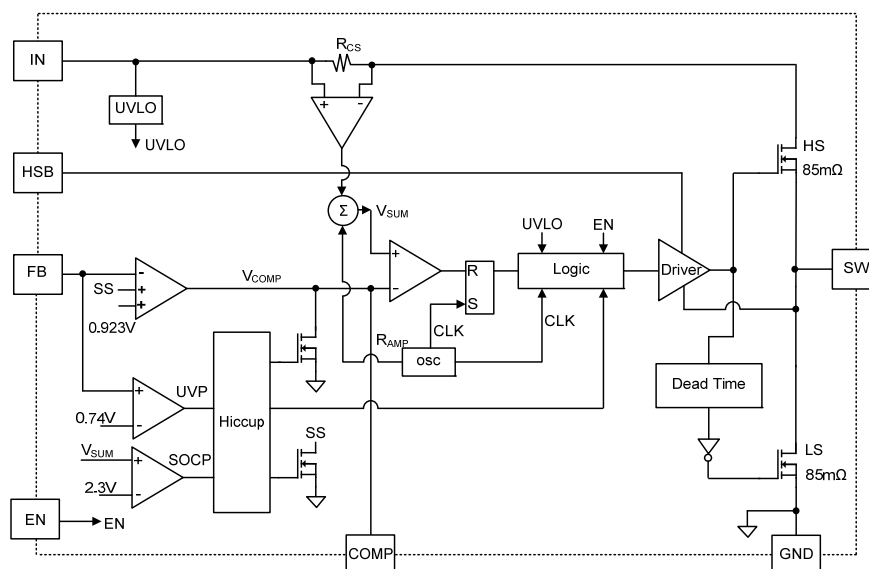 IN
R_CS
UVLO
+ -
UVLO
HS
85mΩ
HSB
Σ
V_SUM
UVLO
EN
FB
-
SS +
+
0.923V
V_COMP
+
-
R
S
Logic
Driver
SW
CLK
CLK
R_AMP
osc
Dead Time
UVP
+
0.74V -
Hiccup
V_SUM +
SOCP
2.3V -
SS
LS
85mΩ
EN
EN
COMP
GND